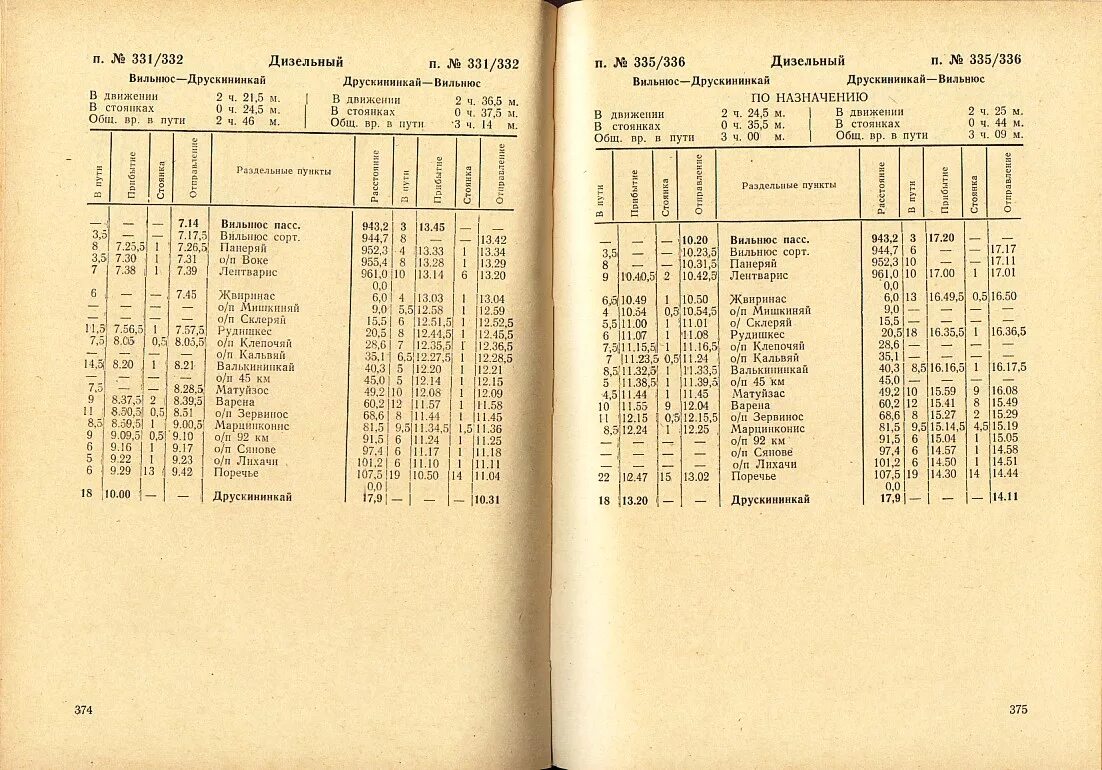 п. № 331/332 Дизельный п. № 331/332
Вильнюс—Друскининкай Друскининкай—Вильнюс
В движении 2 ч. 21,5 м. В движении 2 ч. 36,5 м.
В стоянках 0 ч. 24,5 м. В стоянках 0 ч. 37,5 м.
Общ. вр. в пути 2 ч. 46 м. Общ. вр. в пути 3 ч. 14 м.
В пути Прибытие Стоянка Отправление Раздельные пункты Расстояние В пути Прибытие Стоянка Отправление
— — — 7.14 Вильнюс пасс. 943,2 3 13.45 — —
3,5 — — 7.17,5 Вильнюс сорт. 944,7 8 — — 13.42
8 7.25,5 1 7.26,5 Панеряй 952,3 4 13.33 1 13.34
3,5 7.30 1 7.31 о/п Воке 955,4 8 13.28 1 13.29
7 7.38 1 7.39 Лентварис 961,0 10 13.14 6 13.20
0,0
6 — — 7.45 Жвиринас 6,0 4 13.03 1 13.04
— — — — о/п Мишкиняй 9,0 5,5 12.58 1 12.59
— — — — о/п Склеряй 15,5 6 12.51,5 1 12.52,5
11,5 7.56,5 1 7.57,5 Рудишкес 20,5 8 12.44,5 1 12.45,5
7,5 8.05 0,5 8.05,5 о/п Клепочяй 28,6 7 12.35,5 1 12.36,5
— — — — о/п Кальвяй 35,1 6,5 12.27,5 1 12.28,5
14,5 8.20 1 8.21 Валькининкай 40,3 5 12.20 1 12.21
— — — — о/п 45 км 45,0 5 12.14 1 12.15
7,5 — — 8.28,5 Матуйзос 49,2 10 12.08 1 12.09
9 8.37,5 2 8.39,5 Варена 60,2 12 11.57 1 11.58
11 8.50,5 0,5 8.51 о/п Зервинос 68,6 8 11.44 1 11.45
8,5 8.59,5 1 9.00,5 Марцинконис 81,5 9,5 11.34,5 1,5 11.36
9 9.09,5 0,5 9.10 о/п 92 км 91,5 6 11.24 1 11.25
6 9.16 1 9.17 о/п Сянове 97,4 6 11.17 1 11.18
5 9.22 1 9.23 о/п Лихачи 101,2 6 11.10 1 11.11
6 9.29 13 9.42 Поречье 107,5 19 10.50 14 11.04
0,0
18 10.00 — — Друскининкай 17,9 — — — 10.31
374
п. № 335/336 Дизельный п. № 335/336
Вильнюс—Друскининкай Друскининкай—Вильнюс
ПО НАЗНАЧЕНИЮ
В движении 2 ч. 24,5 м. В движении 2 ч. 25 м.
В стоянках 0 ч. 35,5 м. В стоянках 0 ч. 44 м.
Общ. вр. в пути 3 ч. 00 м. Общ. вр. в пути 3 ч. 09 м.
В пути Прибытие Стоянка Отправление Раздельные пункты Расстояние В пути Прибытие Стоянка Отправление
— — — 10.20 Вильнюс пасс. 943,2 3 17.20 — —
3,5 — — 10.23,5 Вильнюс сорт. 944,7 6 — — 17.17
8 — — 10.31,5 Панеряй 952,3 10 — — 17.11
9 10.40,5 2 10.42,5 Лентварис 961,0 10 17.00 1 17.01
0,0
6,5 10.49 1 10.50 Жвиринас 6,0 13 16.49,5 0,5 16.50
4 10.54 0,5 10.54,5 о/п Мишкиняй 9,0 — — — —
5,5 11.00 1 11.01 о/ Склеряй 15,5 — — — —
6 11.07 1 11.08 Рудишкес 20,5 18 16.35,5 1 16.36,5
7,5 11.15,5 1 11.16,5 о/п Клепочяй 28,6 — — — —
7 11.23,5 0,5 11.24 о/п Кальвяй 35,1 — — — —
8,5 11.32,5 1 11.33,5 Валькининкай 40,3 8,5 16.16,5 1 16.17,5
5 11.38,5 1 11.39,5 о/п 45 км 45,0 — — — —
4,5 11.44 1 11.45 Матуйзас 49,2 10 15.59 9 16.08
10 11.55 9 12.04 Варена 60,2 12 15.41 8 15.49
11 12.15 0,5 12.15,5 о/п Зервинос 68,6 8 15.27 2 15.29
8,5 12.24 1 12.25 Марцинконис 81,5 9,5 15.14,5 4,5 15.19
— — — — о/п 92 км 91,5 6 15.04 1 15.05
— — — — о/п Сянове 97,4 6 14.57 1 14.58
— — — — о/п Лихачи 101,2 6 14.50 1 14.51
22 12.47 15 13.02 Поречье 107,5 19 14.30 14 14.44
0,0
18 13.20 — — Друскининкай 17,9 — — — 14.11
375